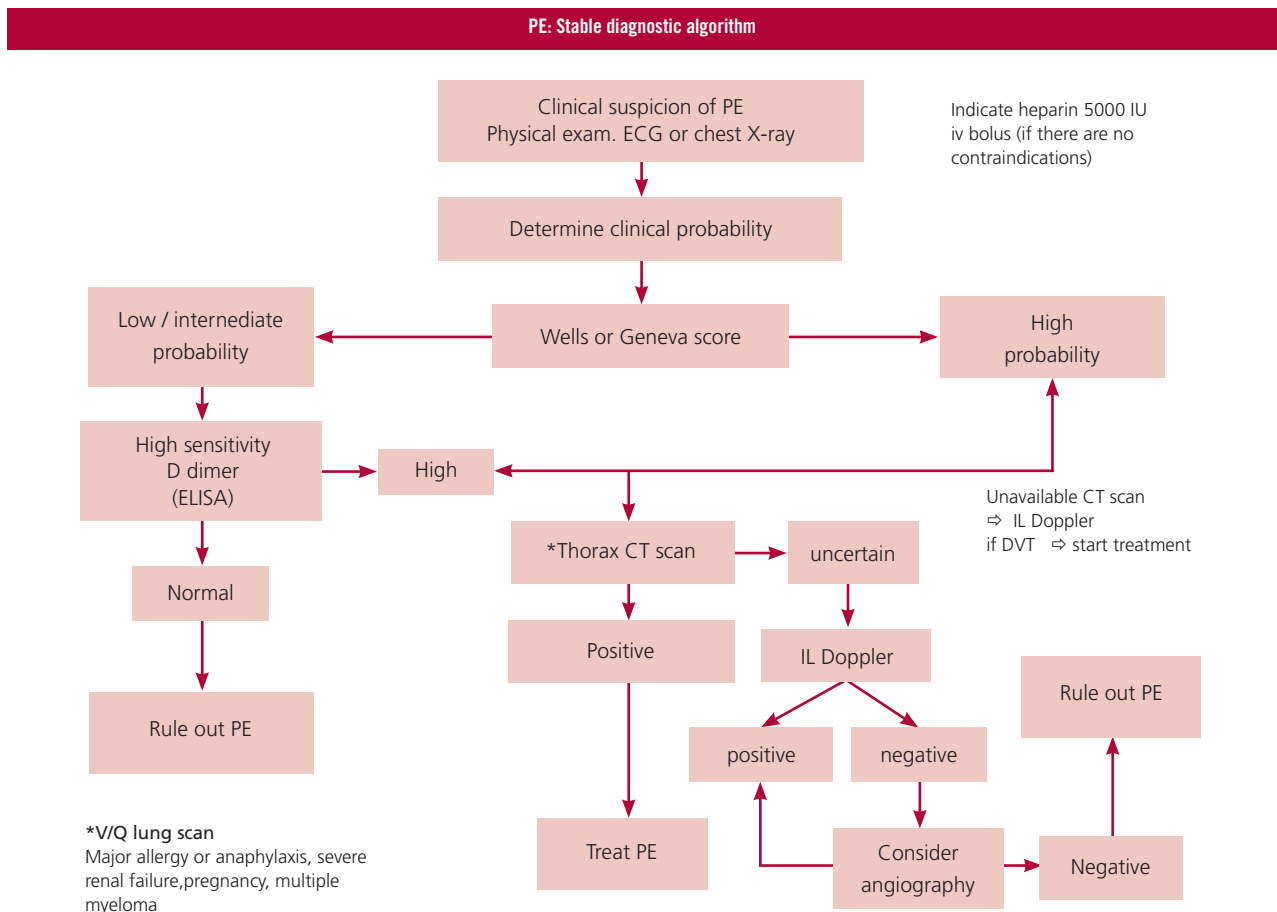 PE: Stable diagnostic algorithm
Clinical suspicion of PE
Physical exam. ECG or chest X-ray
Indicate heparin 5000 IU
iv bolus (if there are no
contraindications)
Determine clinical probability
Low / internediate
probability
Wells or Geneva score
High
probability
High sensitivity
D dimer
(ELISA)
High
Unavailable CT scan
⇨ IL Doppler
if DVT ⇨ start treatment
*Thorax CT scan
uncertain
Normal
Positive
IL Doppler
Rule out PE
Rule out PE
positive
negative
*V/Q lung scan
Major allergy or anaphylaxis, severe
renal failure,pregnancy, multiple
myeloma
Treat PE
Consider
angiography
Negative